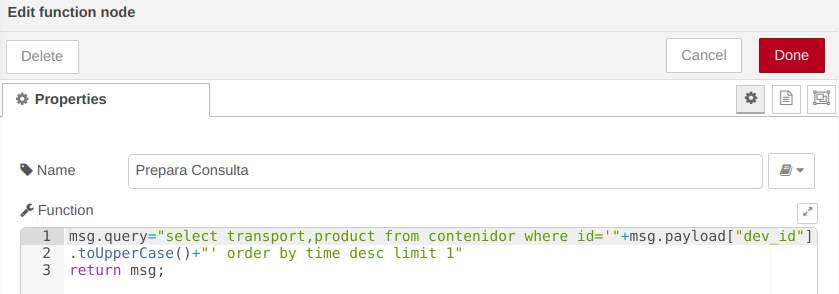 Edit function node
Delete
Cancel
Done
Properties
Name
Prepara Consulta
Function
1 msg.query="select transport,product from contenidor where id='"+msg.payload["dev_id"]
2 .toUpperCase()+"' order by time desc limit 1"
3 return msg;